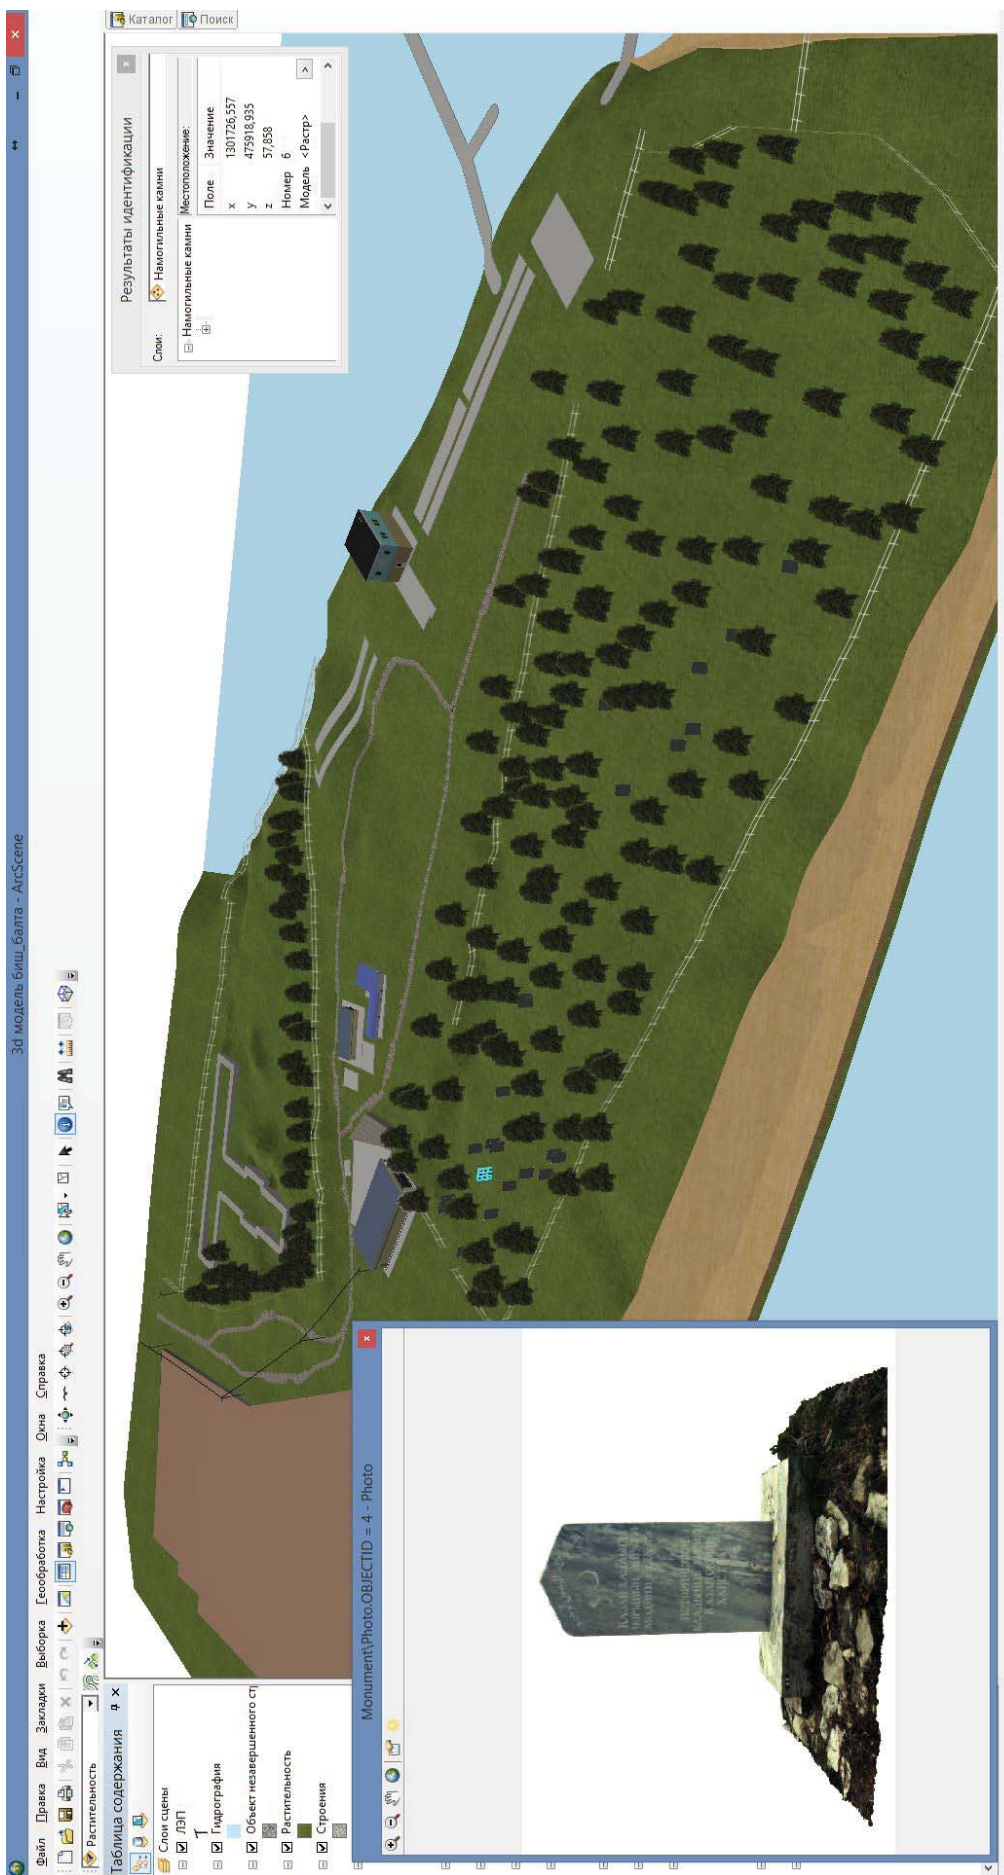 3d модель биш_балта - ArcScene
Файл Правка Вид Закладки Выборка Геообработка Настройка Окна Справка
Растительность
Таблица содержания
Слои сцены
ЛЭП
Гидрография
Объект незавершенного ст
Растительность
Строения
Каталог Поиск
Результаты идентификации
Слои: Намогильные камни
Намогильные камни
Местоположение:
Поле Значение
x 1301726,557
y 475918,935
z 57,858
Номер 6
Модель <Растр>
Monument\Photo.OBJECTID = 4 - Photo